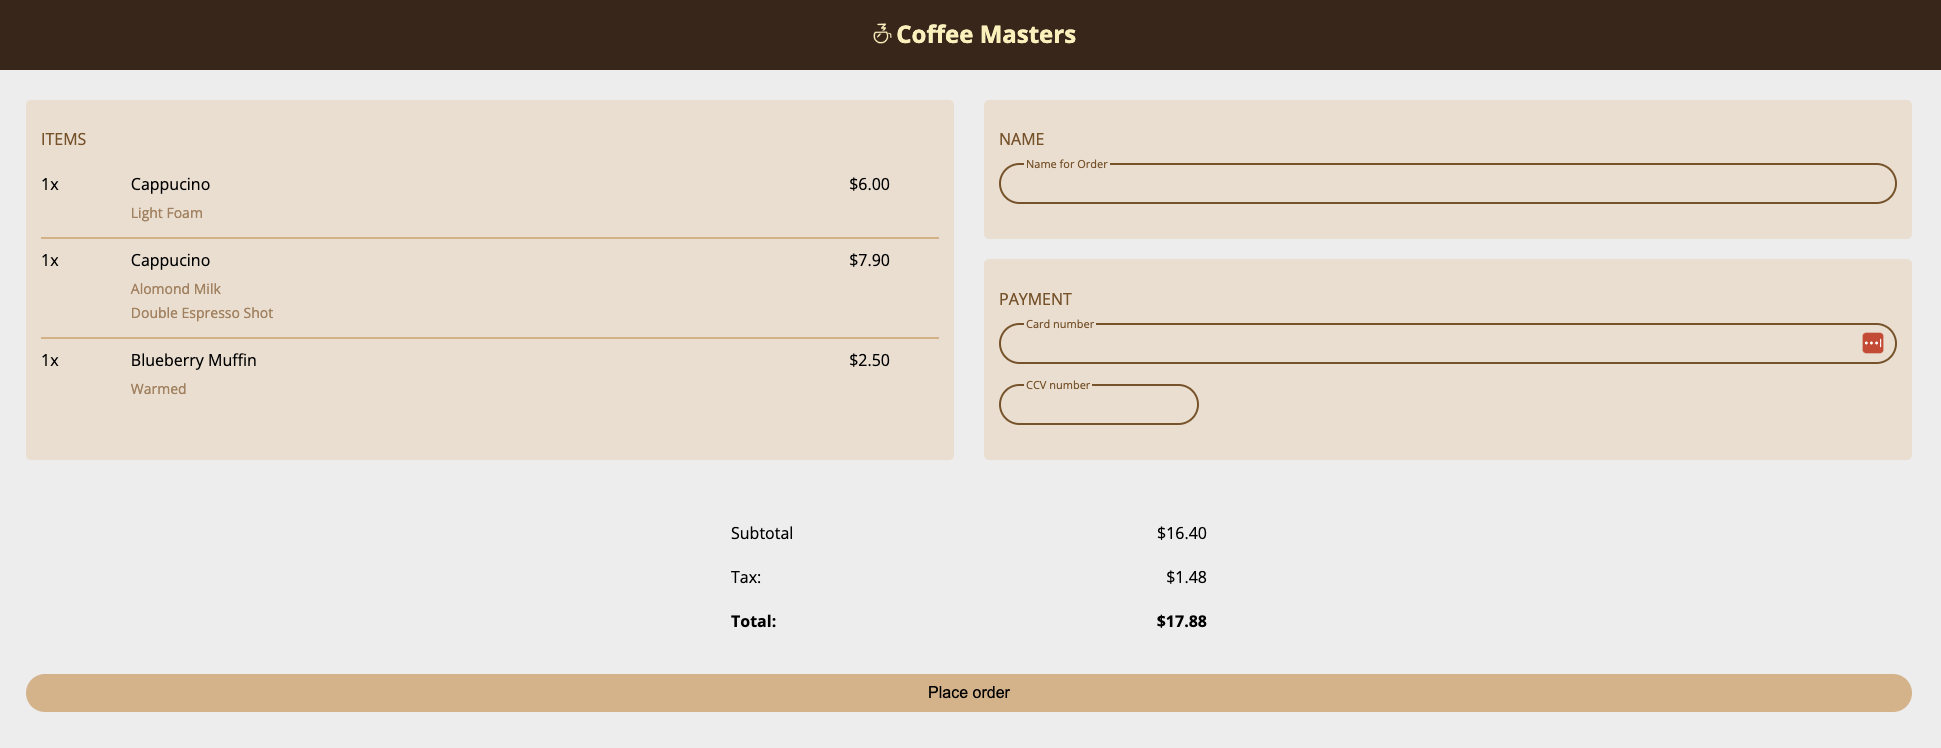 Coffee Masters
ITEMS
1x Cappucino $6.00
Light Foam
1x Cappucino $7.90
Alomond Milk
Double Espresso Shot
1x Blueberry Muffin $2.50
Warmed
NAME
Name for Order
PAYMENT
Card number
CCV number
Subtotal $16.40
Tax: $1.48
Total: $17.88
Place order